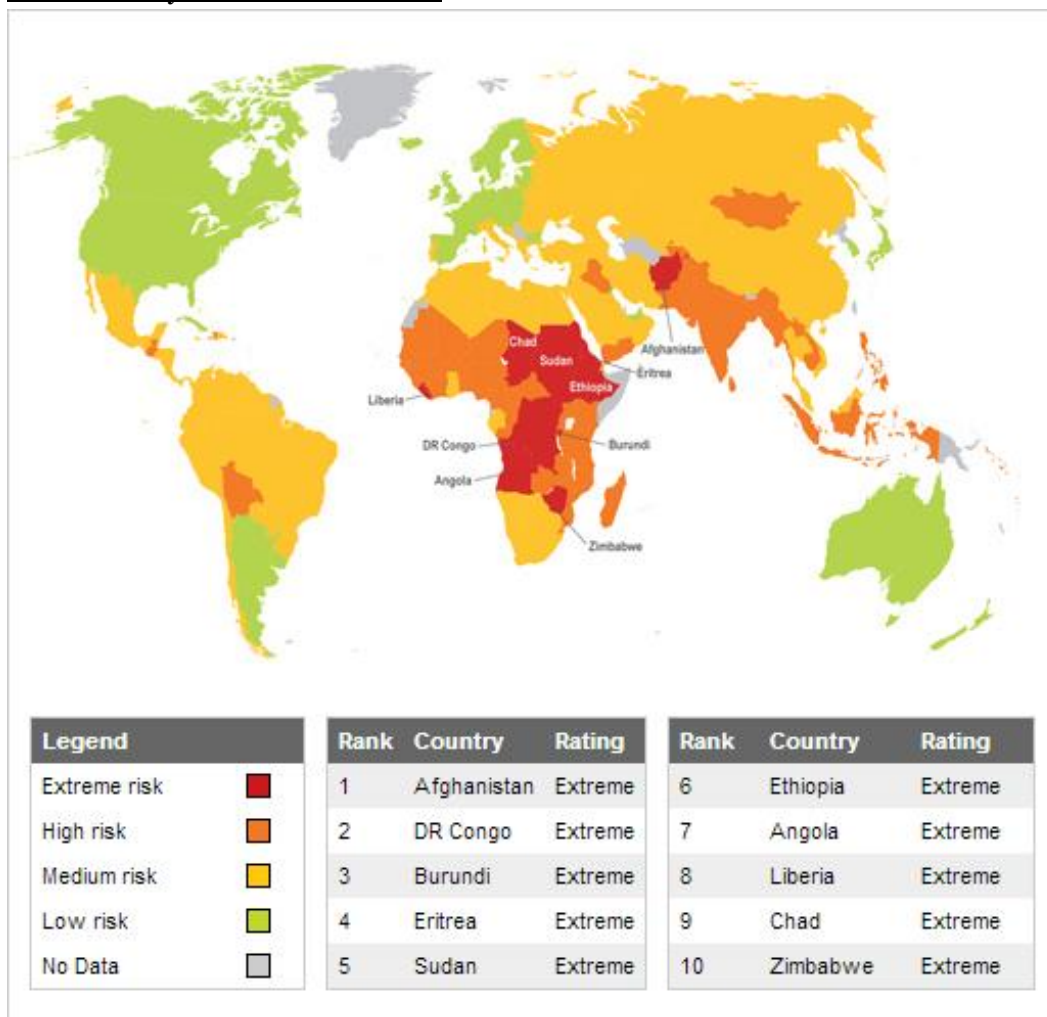 Chad
Sudan
Afghanistan
Eritrea
Ethiopia
Liberia
DR Congo
Burundi
Angola
Zimbabwe
Legend
Extreme risk
High risk
Medium risk
Low risk
No Data
Rank Country Rating
1 Afghanistan Extreme
2 DR Congo Extreme
3 Burundi Extreme
4 Eritrea Extreme
5 Sudan Extreme
Rank Country Rating
6 Ethiopia Extreme
7 Angola Extreme
8 Liberia Extreme
9 Chad Extreme
10 Zimbabwe Extreme